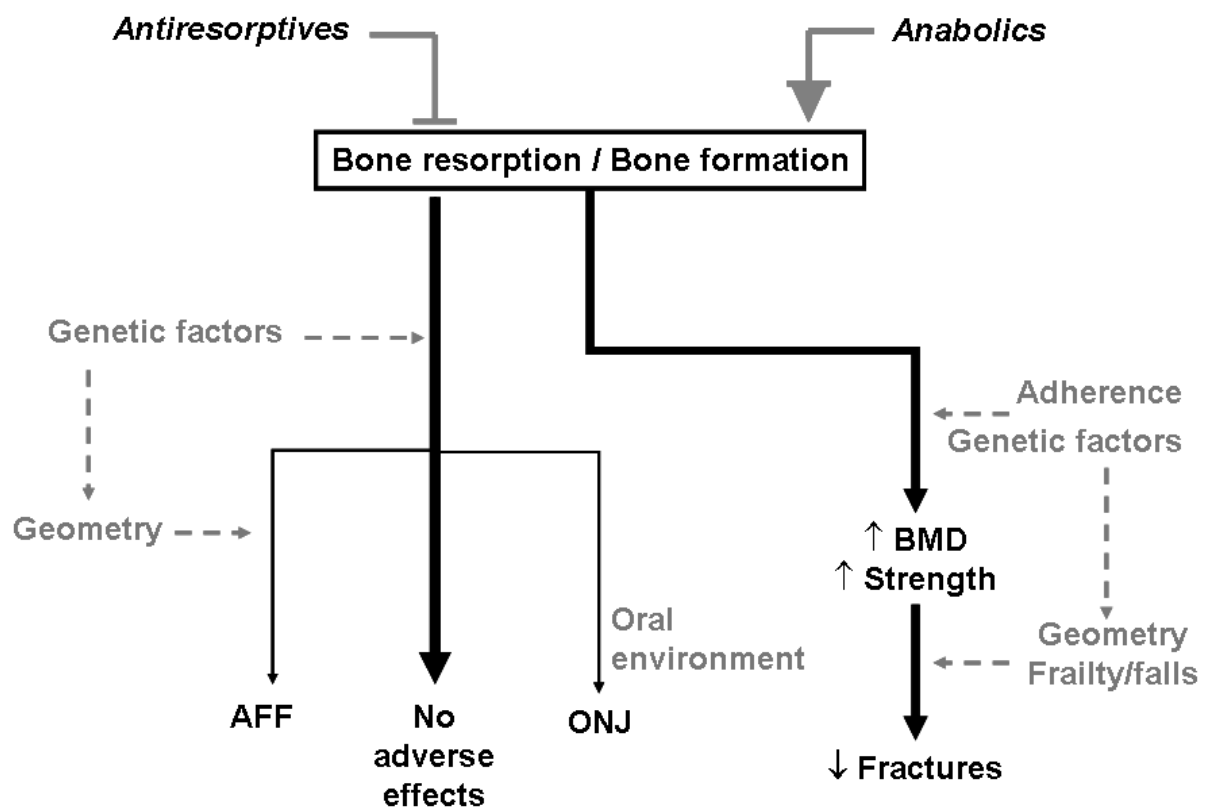 Antiresorptives
Anabolics
Bone resorption / Bone formation
Genetic factors
Geometry
Adherence
Genetic factors
↑ BMD
↑ Strength
Oral
environment
Geometry
Frailty/falls
AFF
No
adverse
effects
ONJ
↓ Fractures